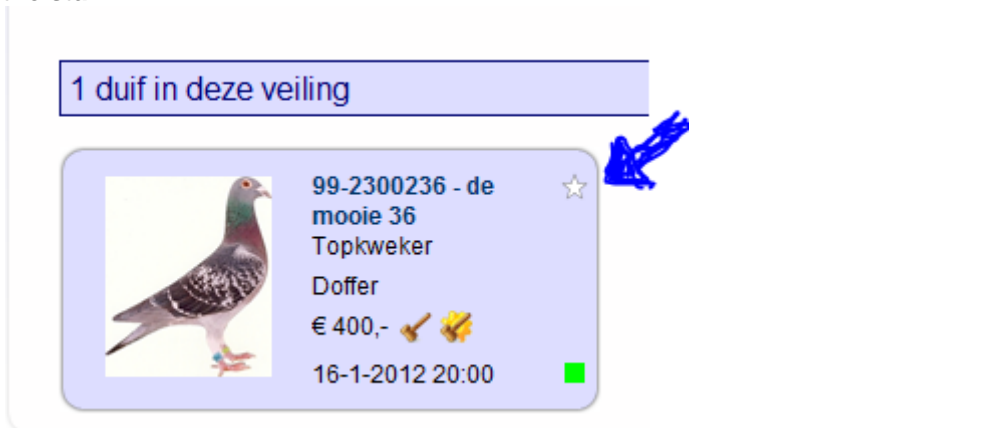 1 duif in deze veiling
99-2300236 - de
mooie 36
Topkweker
Doffer
€ 400,-
16-1-2012 20:00